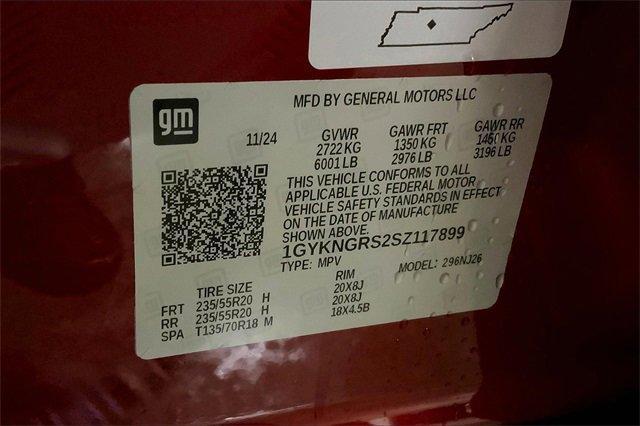 MFD BY GENERAL MOTORS LLC
gm
11/24
GVWR GAWR FRT GAWR RR
2722 KG 1350 KG 1450 KG
6001 LB 2976 LB 3196 LB
THIS VEHICLE CONFORMS TO ALL
APPLICABLE U.S. FEDERAL MOTOR
VEHICLE SAFETY STANDARDS IN EFFECT
ON THE DATE OF MANUFACTURE
SHOWN ABOVE.
1GYKNGRS2SZ117899
TYPE: MPV MODEL: 296NJ26
TIRE SIZE RIM
FRT 235/55R20 H 20X8J
RR 235/55R20 H 20X8J
SPA T135/70R18 M 18X4.5B